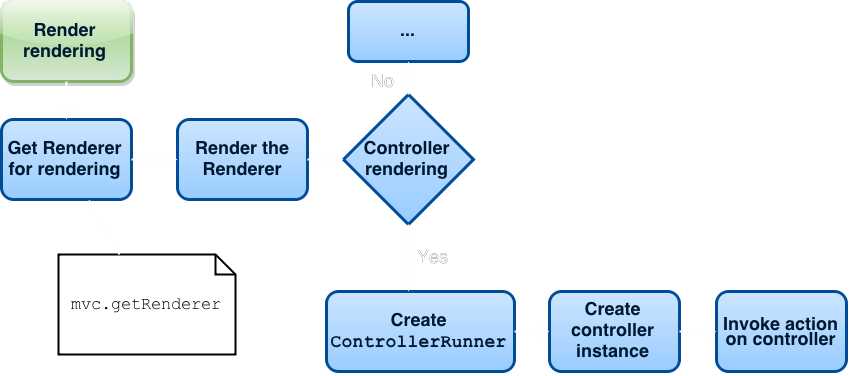 Render
rendering
...
No
Get Renderer
for rendering
Render the
Renderer
Controller
rendering
Yes
mvc.getRenderer
Create
ControllerRunner
Create
controller
instance
Invoke action
on controller